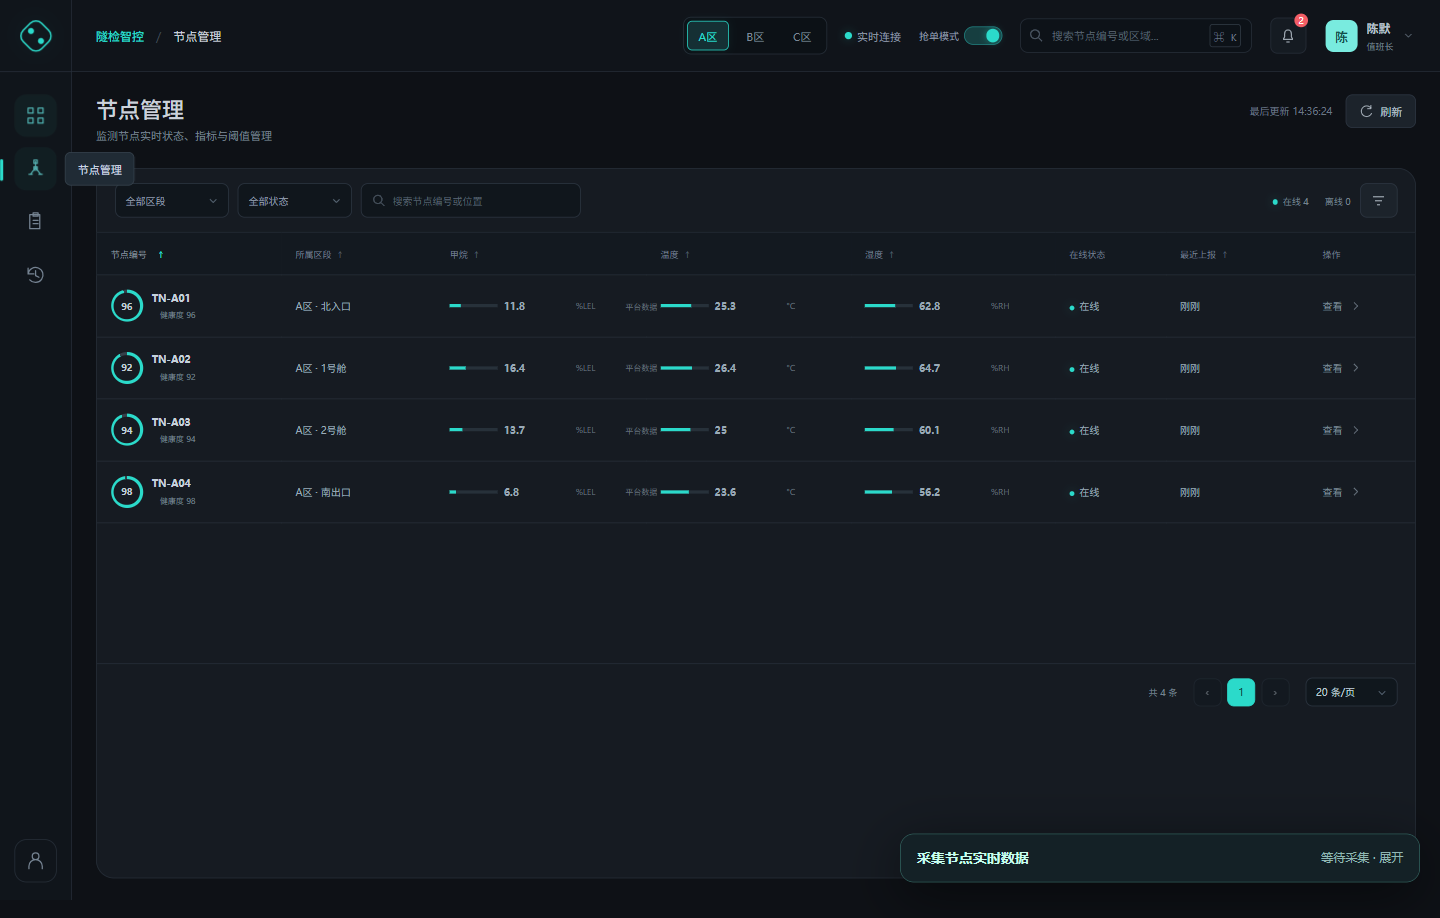 隧检智控 / 节点管理
A区 B区 C区
实时连接
抢单模式
搜索节点编号或区域... ⌘ K
2
陈
陈默
值班长
节点管理
监测节点实时状态、指标与阈值管理
最后更新 14:36:24
刷新
节点管理
全部区段
全部状态
搜索节点编号或位置
在线 4 离线 0
节点编号 ↑ 所属区段 ↑ 甲烷 ↑ 温度 ↑ 湿度 ↑ 在线状态 最近上报 ↑ 操作
96 TN-A01 健康度 96 A区 · 北入口 11.8 %LEL 平台数据 25.3 °C 62.8 %RH 在线 刚刚 查看
92 TN-A02 健康度 92 A区 · 1号舱 16.4 %LEL 平台数据 26.4 °C 64.7 %RH 在线 刚刚 查看
94 TN-A03 健康度 94 A区 · 2号舱 13.7 %LEL 平台数据 25 °C 60.1 %RH 在线 刚刚 查看
98 TN-A04 健康度 98 A区 · 南出口 6.8 %LEL 平台数据 23.6 °C 56.2 %RH 在线 刚刚 查看
共 4 条 ‹ 1 › 20 条/页
采集节点实时数据 等待采集 · 展开